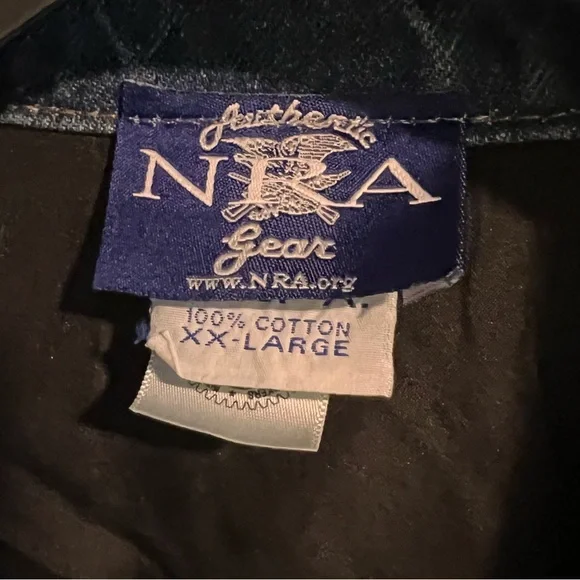 Authentic
NRA
Gear
www.NRA.org
100% COTTON
XX-LARGE